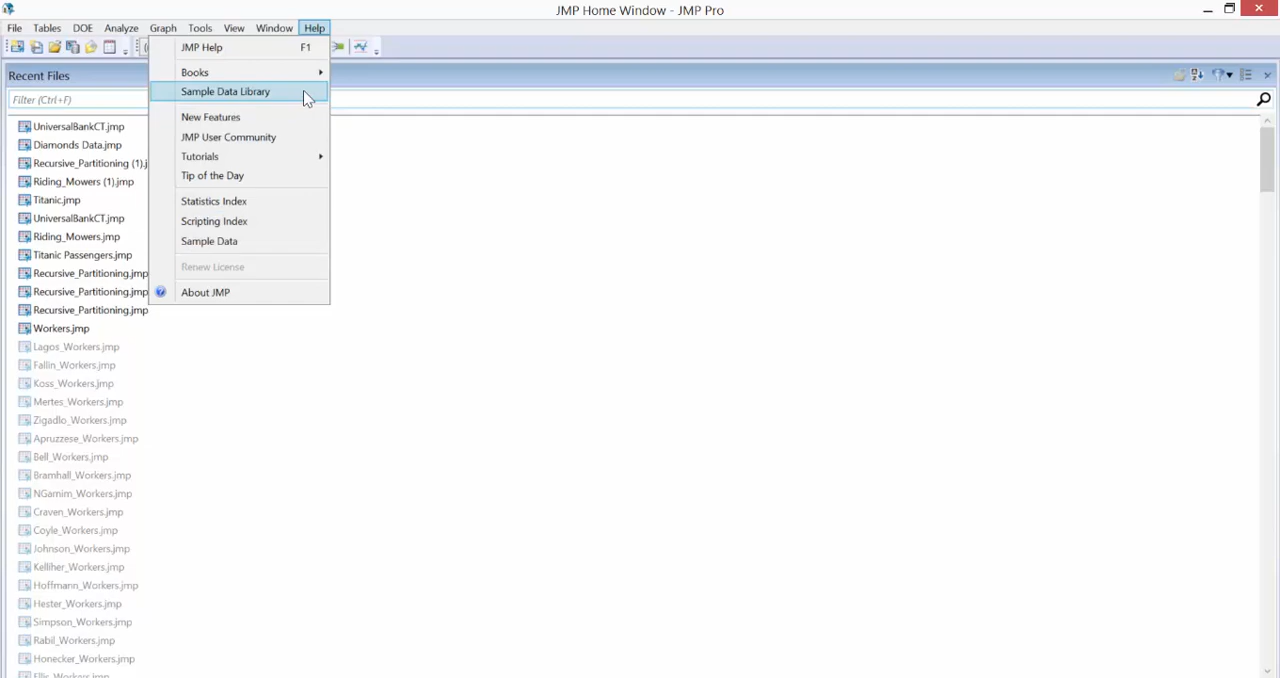 JMP Home Window - JMP Pro
File Tables DOE Analyze Graph Tools View Window Help
JMP Help F1
Books
Sample Data Library
New Features
JMP User Community
Tutorials
Tip of the Day
Statistics Index
Scripting Index
Sample Data
Renew License
About JMP
Recent Files
Filter (Ctrl+F)
UniversalBankCT.jmp
Diamonds Data.jmp
Recursive_Partitioning (1).j
Riding_Mowers (1).jmp
Titanic.jmp
UniversalBankCT.jmp
Riding_Mowers.jmp
Titanic Passengers.jmp
Recursive_Partitioning.jmp
Recursive_Partitioning.jmp
Recursive_Partitioning.jmp
Workers.jmp
Lagos_Workers.jmp
Fallin_Workers.jmp
Koss_Workers.jmp
Mertes_Workers.jmp
Zigadlo_Workers.jmp
Apruzzese_Workers.jmp
Bell_Workers.jmp
Bramhall_Workers.jmp
NGarnim_Workers.jmp
Craven_Workers.jmp
Coyle_Workers.jmp
Johnson_Workers.jmp
Kelliher_Workers.jmp
Hoffmann_Workers.jmp
Hester_Workers.jmp
Simpson_Workers.jmp
Rabil_Workers.jmp
Honecker_Workers.jmp
Ellis_Workers.jmp